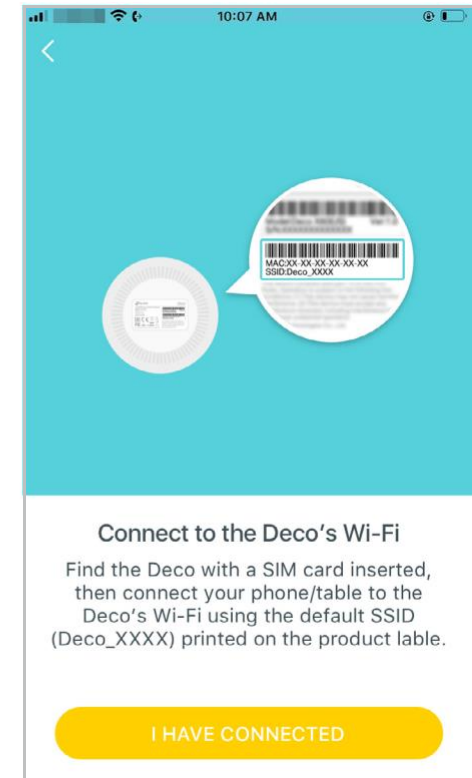 10:07 AM
MAC:XX-XX-XX-XX-XX-XX
SSID:Deco_XXXX
Connect to the Deco's Wi-Fi
Find the Deco with a SIM card inserted,
then connect your phone/table to the
Deco's Wi-Fi using the default SSID
(Deco_XXXX) printed on the product lable.
I HAVE CONNECTED